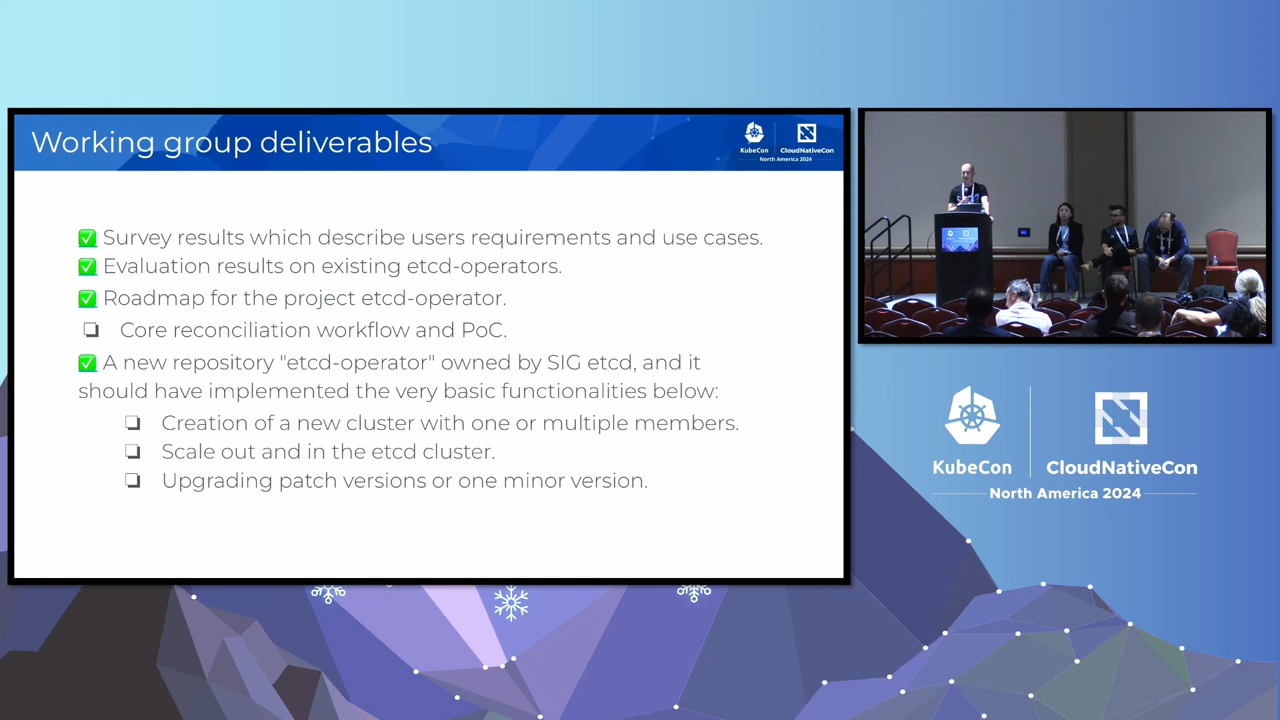 Working group deliverables
KubeCon
CloudNativeCon
North America 2024
Survey results which describe users requirements and use cases.
Evaluation results on existing etcd-operators.
Roadmap for the project etcd-operator.
Core reconciliation workflow and PoC.
A new repository "etcd-operator" owned by SIG etcd, and it
should have implemented the very basic functionalities below:
Creation of a new cluster with one or multiple members.
Scale out and in the etcd cluster.
Upgrading patch versions or one minor version.
KubeCon
CloudNativeCon
North America 2024